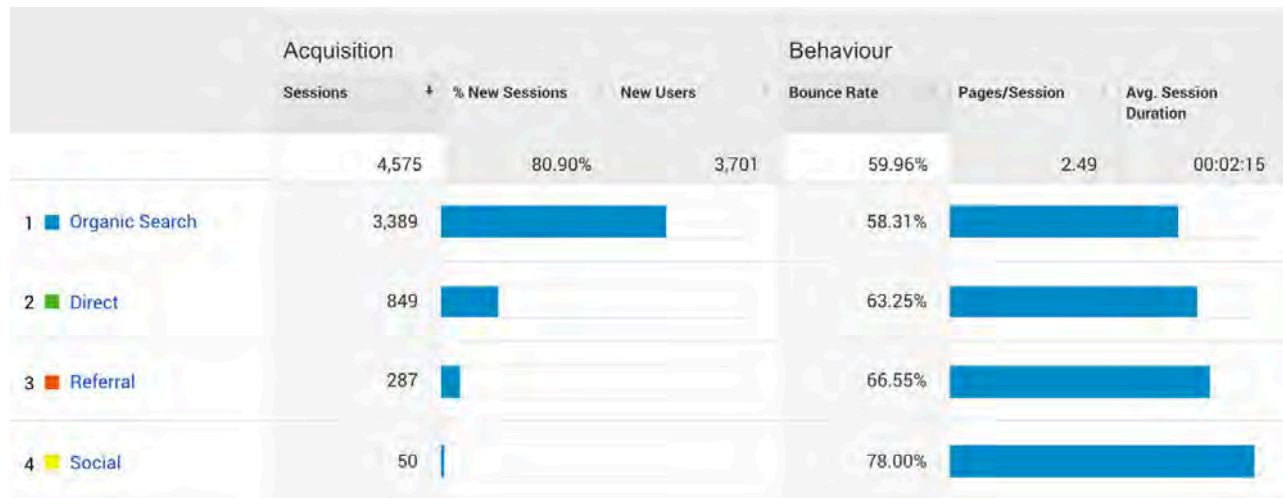 Acquisition Behaviour
Sessions % New Sessions New Users Bounce Rate Pages/Session Avg. Session Duration
4,575 80.90% 3,701 59.96% 2.49 00:02:15
1 Organic Search 3,389 58.31%
2 Direct 849 63.25%
3 Referral 287 66.55%
4 Social 50 78.00%